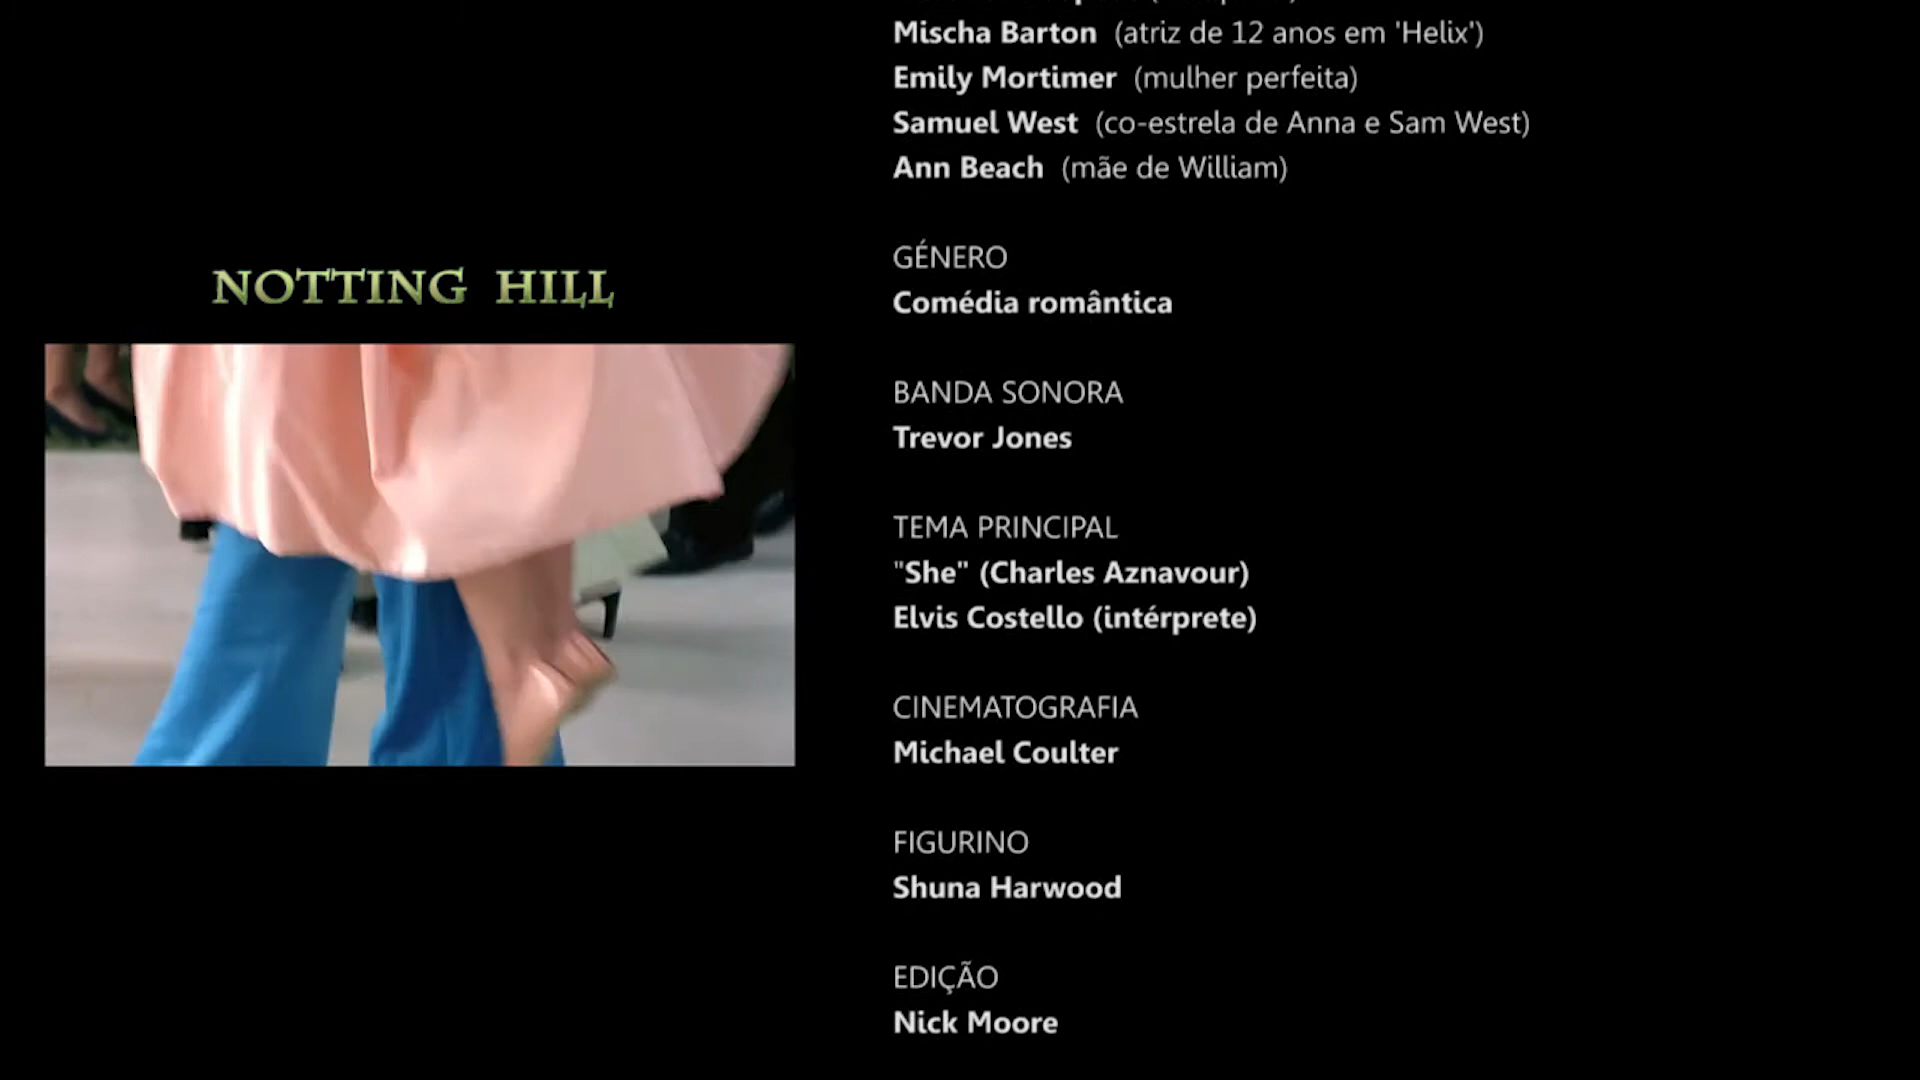 Mischa Barton (atriz de 12 anos em 'Helix')
Emily Mortimer (mulher perfeita)
Samuel West (co-estrela de Anna e Sam West)
Ann Beach (mãe de William)
NOTTING HILL
GÉNERO
Comédia romântica
BANDA SONORA
Trevor Jones
TEMA PRINCIPAL
"She" (Charles Aznavour)
Elvis Costello (intérprete)
CINEMATOGRAFIA
Michael Coulter
FIGURINO
Shuna Harwood
EDIÇÃO
Nick Moore